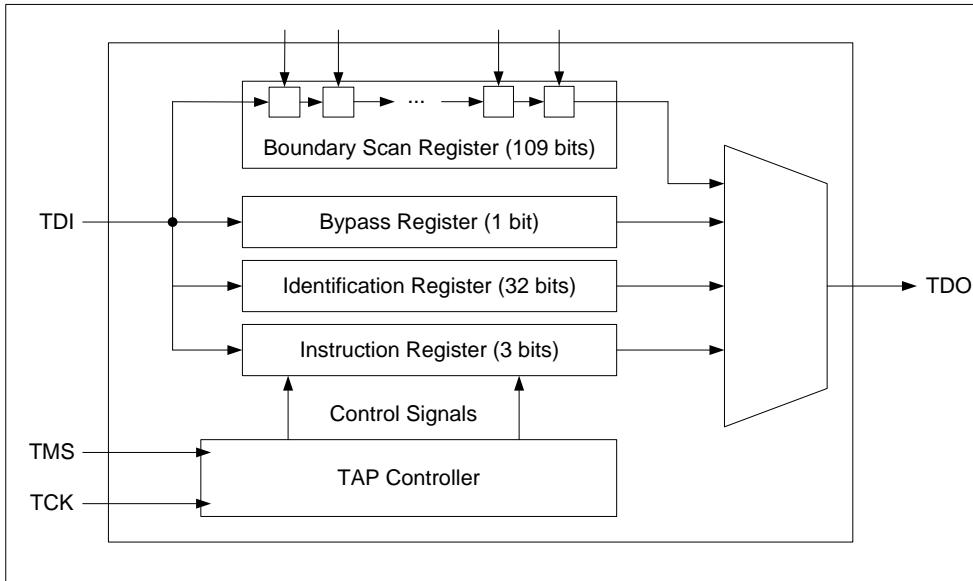 ...
Boundary Scan Register (109 bits)
TDI
Bypass Register (1 bit)
Identification Register (32 bits)
TDO
Instruction Register (3 bits)
Control Signals
TMS
TAP Controller
TCK